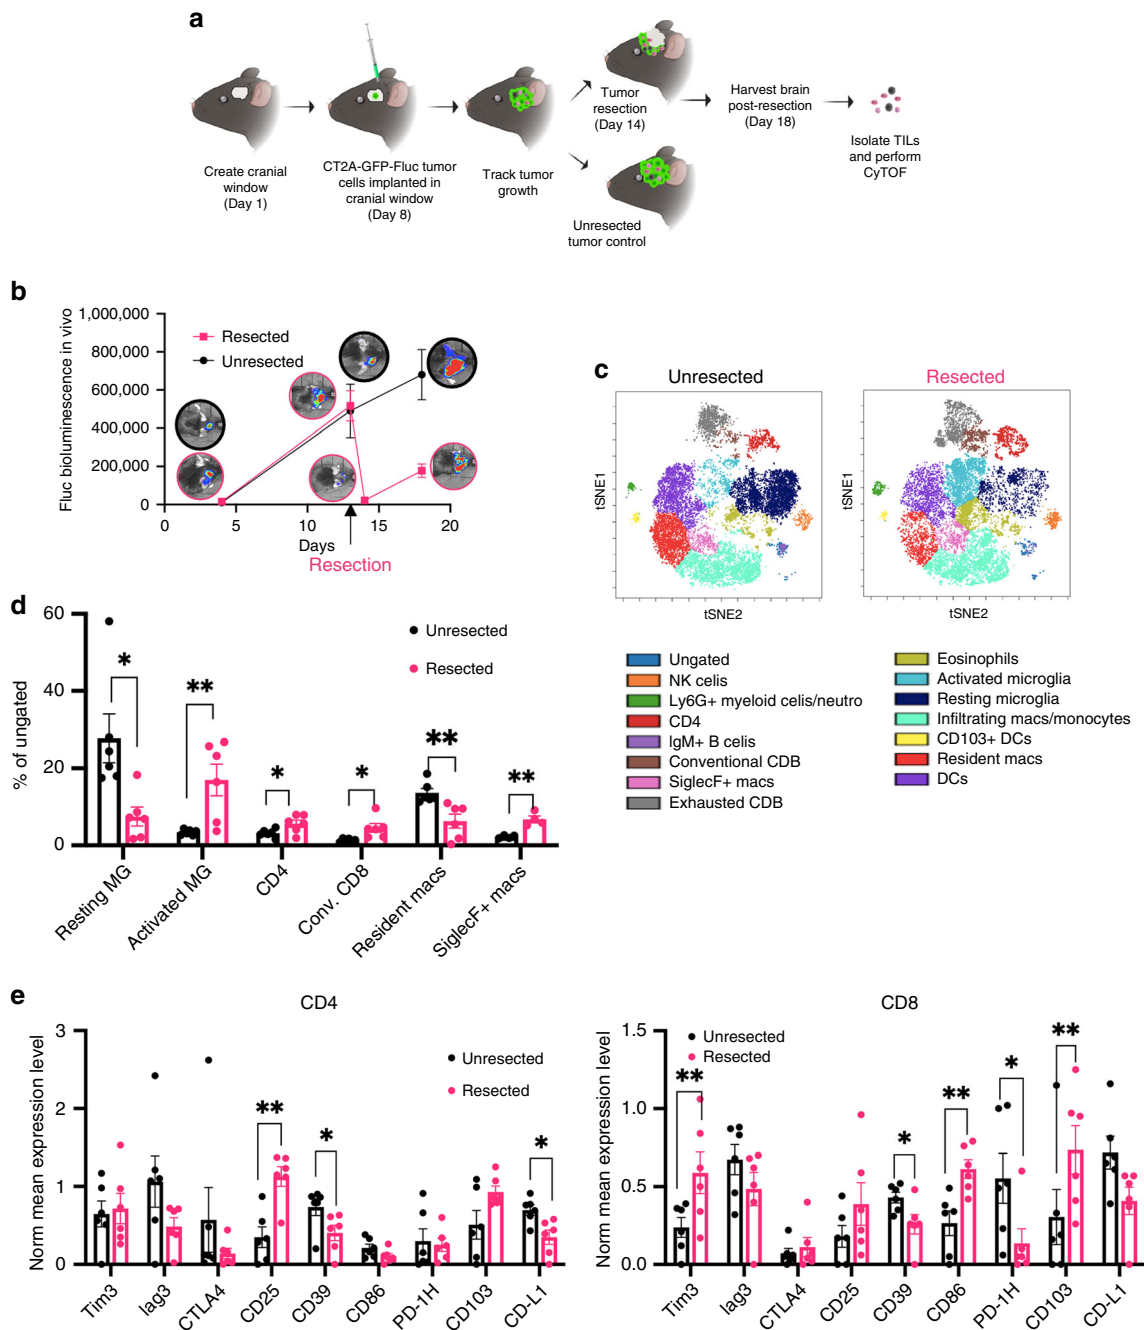 a
Create cranial
window
(Day 1)
CT2A-GFP-Fluc tumor
cells implanted in
cranial window
(Day 8)
Track tumor
growth
Tumor
resection
(Day 14)
Unresected
tumor control
Harvest brain
post-resection
(Day 18)
Isolate TILs
and perform
CyTOF
b
Fluc bioluminescence in vivo
1,000,000
800,000
600,000
400,000
200,000
0
Resected
Unresected
0 5 10 15 20
Days
Resection
c
Unresected
Resected
tSNE1
tSNE2
tSNE1
tSNE2
Ungated
NK celis
Ly6G+ myeloid celis/neutro
CD4
IgM+ B celis
Conventional CDB
SiglecF+ macs
Exhausted CDB
Eosinophils
Activated microglia
Resting microglia
Infiltrating macs/monocytes
CD103+ DCs
Resident macs
DCs
d
% of ungated
60
40
20
0
Unresected
Resected
* ** * * ** **
Resting MG
Activated MG
CD4
Conv. CD8
Resident macs
SiglecF+ macs
e
CD4
Norm mean expression level
3
2
1
0
Unresected
Resected
** * *
Tim3
lag3
CTLA4
CD25
CD39
CD86
PD-1H
CD103
CD-L1
CD8
Norm mean expression level
1.5
1.0
0.5
0.0
Unresected
Resected
** * ** * **
Tim3
lag3
CTLA4
CD25
CD39
CD86
PD-1H
CD103
CD-L1